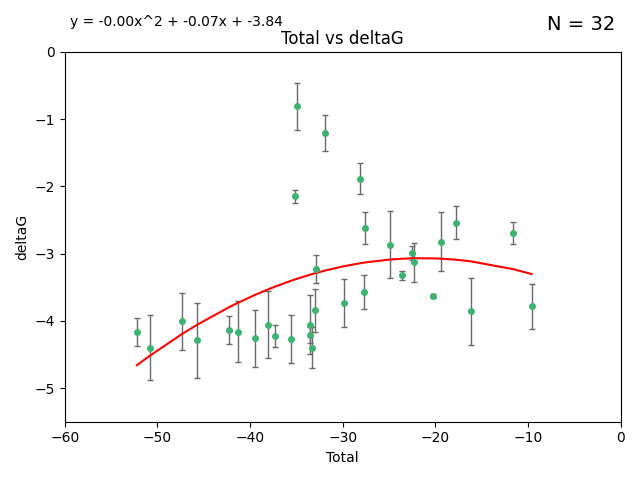 y = -0.00x^2 + -0.07x + -3.84
N = 32
Total vs deltaG
0
−1
−2
−3
−4
−5
deltaG
−60
−50
−40
−30
−20
−10
0
Total